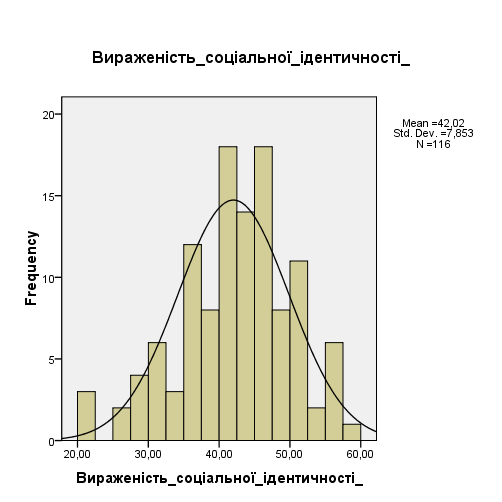 Вираженість_соціальної_ідентичності_
Mean =42,02
Std. Dev. =7,853
N =116
20
15
10
5
0
Frequency
20,00 30,00 40,00 50,00 60,00
Вираженість_соціальної_ідентичності_